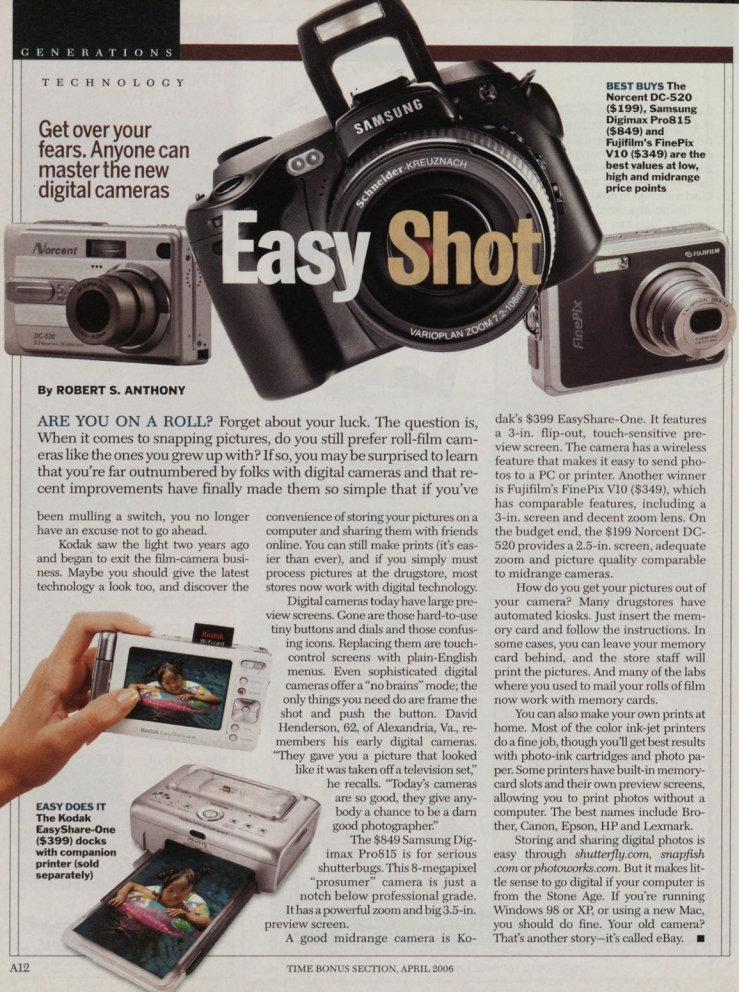 GENERATIONS
TECHNOLOGY
Get over your
fears. Anyone can
master the new
digital cameras
SAMSUNG
Schneider-KREUZNACH
VARIOPLAN ZOOM 7.2-108mm
BEST BUYS The
Norcent DC-520
($199), Samsung
Digimax Pro815
($849) and
Fujifilm's FinePix
V10 ($349) are the
best values at low,
high and midrange
price points
Norcent
DC-520
Easy Shot
FUJIFILM
FinePix
By ROBERT S. ANTHONY
ARE YOU ON A ROLL? Forget about your luck. The question is,
When it comes to snapping pictures, do you still prefer roll-film cam-
eras like the ones you grew up with? If so, you may be surprised to learn
that you're far outnumbered by folks with digital cameras and that re-
cent improvements have finally made them so simple that if you've
been mulling a switch, you no longer
have an excuse not to go ahead.
Kodak saw the light two years ago
and began to exit the film-camera busi-
ness. Maybe you should give the latest
technology a look too, and discover the
convenience of storing your pictures on a
computer and sharing them with friends
online. You can still make prints (it's eas-
ier than ever), and if you simply must
process pictures at the drugstore, most
stores now work with digital technology.
Digital cameras today have large pre-
view screens. Gone are those hard-to-use
tiny buttons and dials and those confus-
ing icons. Replacing them are touch-
control screens with plain-English
menus. Even sophisticated digital
cameras offer a "no brains" mode; the
only things you need do are frame the
shot and push the button. David
Henderson, 62, of Alexandria, Va., re-
members his early digital cameras.
"They gave you a picture that looked
like it was taken off a television set,"
he recalls. "Today's cameras
are so good, they give any-
body a chance to be a darn
good photographer."
The $849 Samsung Dig-
imax Pro815 is for serious
shutterbugs. This 8-megapixel
"prosumer" camera is just a
notch below professional grade.
It has a powerful zoom and big 3.5-in.
preview screen.
A good midrange camera is Ko-
dak's $399 EasyShare-One. It features
a 3-in. flip-out, touch-sensitive pre-
view screen. The camera has a wireless
feature that makes it easy to send pho-
tos to a PC or printer. Another winner
is Fujifilm's FinePix V10 ($349), which
has comparable features, including a
3-in. screen and decent zoom lens. On
the budget end, the $199 Norcent DC-
520 provides a 2.5-in. screen, adequate
zoom and picture quality comparable
to midrange cameras.
How do you get your pictures out of
your camera? Many drugstores have
automated kiosks. Just insert the mem-
ory card and follow the instructions. In
some cases, you can leave your memory
card behind, and the store staff will
print the pictures. And many of the labs
where you used to mail your rolls of film
now work with memory cards.
You can also make your own prints at
home. Most of the color ink-jet printers
do a fine job, though you'll get best results
with photo-ink cartridges and photo pa-
per. Some printers have built-in memory-
card slots and their own preview screens,
allowing you to print photos without a
computer. The best names include Bro-
ther, Canon, Epson, HP and Lexmark.
Storing and sharing digital photos is
easy through shutterfly.com, snapfish
.com or photoworks.com. But it makes lit-
tle sense to go digital if your computer is
from the Stone Age. If you're running
Windows 98 or XP, or using a new Mac,
you should do fine. Your old camera?
That's another story—it's called eBay. ■
Kodak
Wi-Fi card
Kodak EasyShare-one
EASY DOES IT
The Kodak
EasyShare-One
($399) docks
with companion
printer (sold
separately)
A12
TIME BONUS SECTION, APRIL 2006